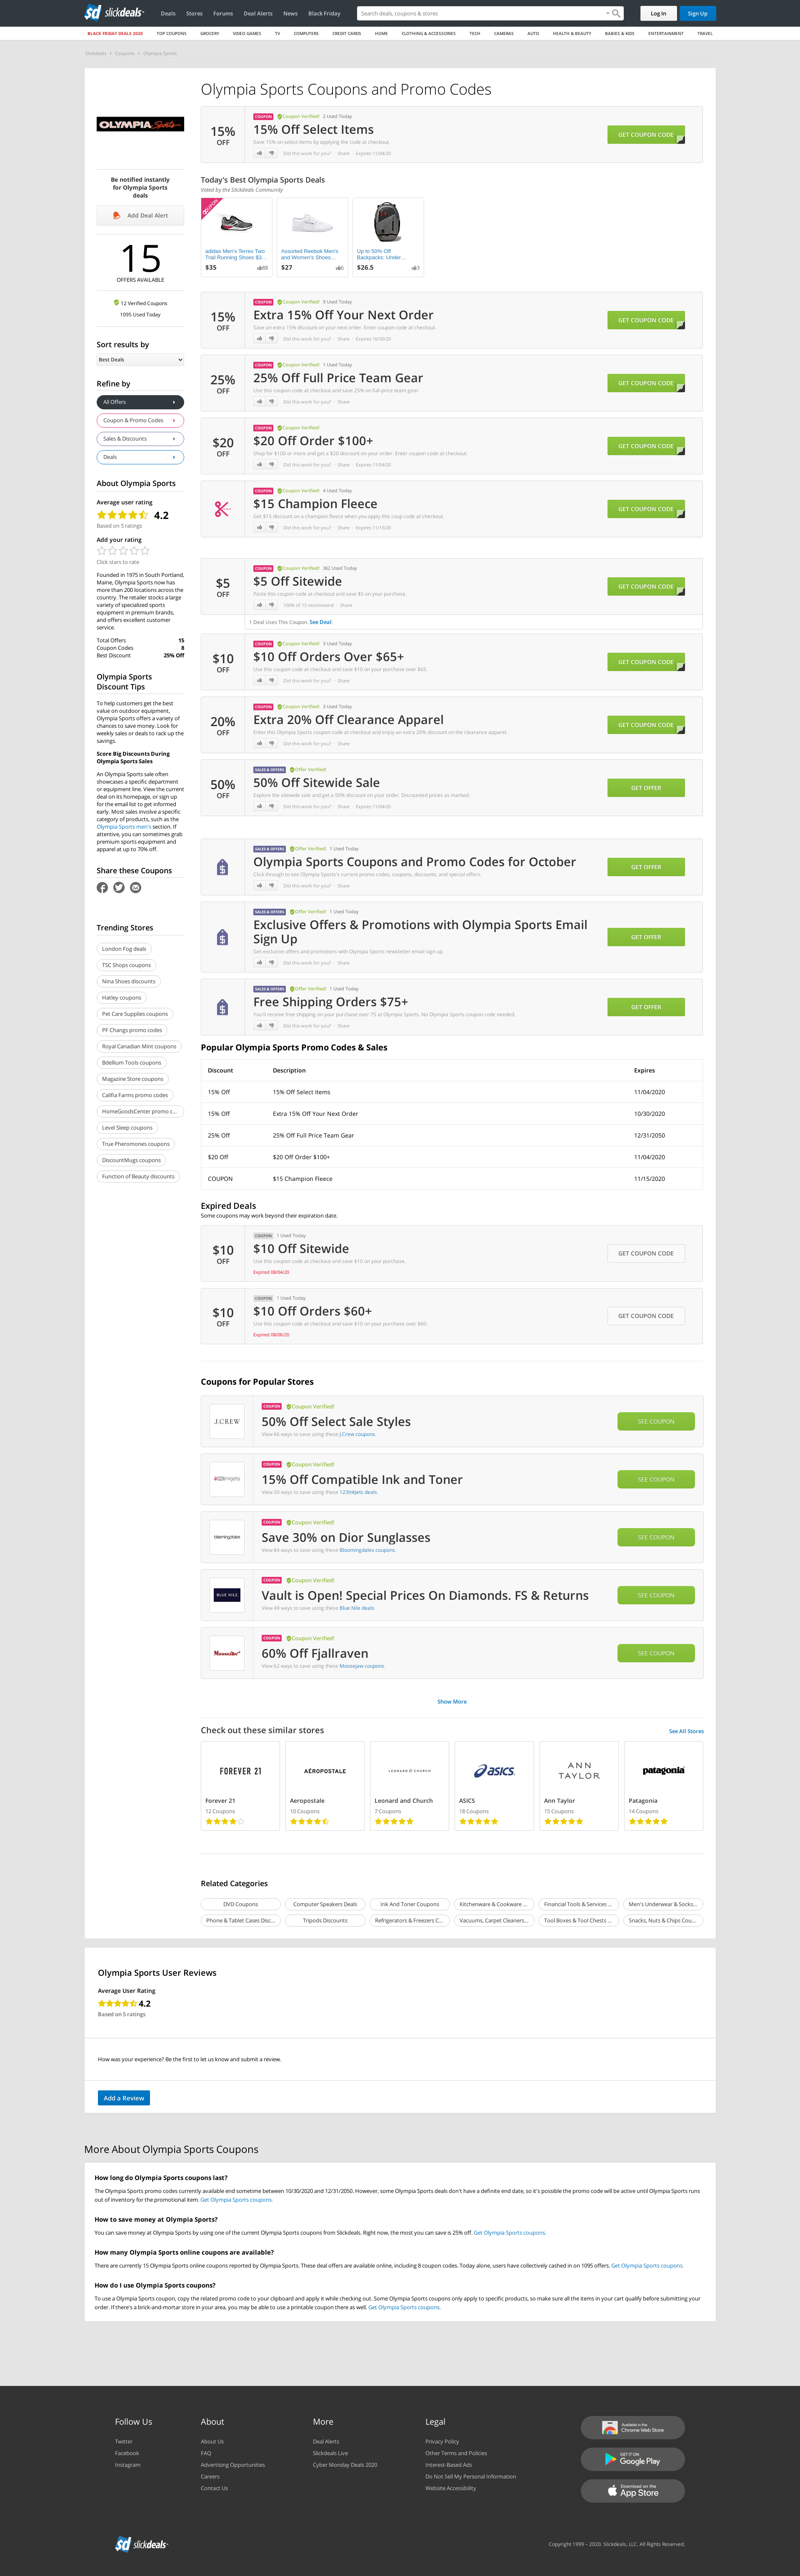 slickdeals
Deals Stores Forums Deal Alerts News Black Friday
Search deals, coupons & stores
Log In Sign Up
BLACK FRIDAY DEALS 2020 TOP COUPONS GROCERY VIDEO GAMES TV COMPUTERS CREDIT CARDS HOME CLOTHING & ACCESSORIES TECH CAMERAS AUTO HEALTH & BEAUTY BABIES & KIDS ENTERTAINMENT TRAVEL
Slickdeals > Coupons > Olympia Sports
OLYMPIA Sports
Be notified instantly
for Olympia Sports
deals
Add Deal Alert
15
OFFERS AVAILABLE
12 Verified Coupons
1095 Used Today
Sort results by
Best Deals
Refine by
All Offers
Coupon & Promo Codes
Sales & Discounts
Deals
About Olympia Sports
Average user rating
4.2
Based on 5 ratings
Add your rating
Click stars to rate
Founded in 1975 in South Portland,
Maine, Olympia Sports now has
more than 200 locations across the
country. The retailer stocks a large
variety of specialized sports
equipment in premium brands,
and offers excellent customer
service.
Total Offers 15
Coupon Codes 8
Best Discount 25% Off
Olympia Sports
Discount Tips
To help customers get the best
value on outdoor equipment,
Olympia Sports offers a variety of
chances to save money. Look for
weekly sales or deals to rack up the
savings.
Score Big Discounts During
Olympia Sports Sales
An Olympia Sports sale often
showcases a specific department
or equipment line. View the current
deal on its homepage, or sign up
for the email list to get informed
early. Most sales involve a specific
category of products, such as the
Olympia Sports men's section. If
attentive, you can sometimes grab
premium sports equipment and
apparel at up to 70% off.
Share these Coupons
Trending Stores
London Fog deals
TSC Shops coupons
Nina Shoes discounts
Hatley coupons
Pet Care Supplies coupons
PF Changs promo codes
Royal Canadian Mint coupons
Bdellium Tools coupons
Magazine Store coupons
Califia Farms promo codes
HomeGoodsCenter promo c...
Level Sleep coupons
True Pheromones coupons
DiscountMugs coupons
Function of Beauty discounts
Olympia Sports Coupons and Promo Codes
15% OFF
COUPON Coupon Verified! 2 Used Today
15% Off Select Items
Save 15% on select items by applying the code at checkout.
Did this work for you? · Share · Expires 11/04/20
GET COUPON CODE
Today's Best Olympia Sports Deals
Voted by the Slickdeals Community
COUPON
adidas Men's Terrex Two
Trail Running Shoes $3...
$35 88
Assorted Reebok Men's
and Women's Shoes...
$27 6
Up to 50% Off
Backpacks: Under...
$26.5 3
15% OFF
COUPON Coupon Verified! 9 Used Today
Extra 15% Off Your Next Order
Save an extra 15% discount on your next order. Enter coupon code at checkout.
Did this work for you? · Share · Expires 10/30/20
GET COUPON CODE
25% OFF
COUPON Coupon Verified! 1 Used Today
25% Off Full Price Team Gear
Use this coupon code at checkout and save 25% on full-price team gear.
Did this work for you? · Share
GET COUPON CODE
$20 OFF
COUPON Coupon Verified!
$20 Off Order $100+
Shop for $100 or more and get a $20 discount on your order. Enter coupon code at checkout.
Did this work for you? · Share · Expires 11/04/20
GET COUPON CODE
COUPON Coupon Verified! 4 Used Today
$15 Champion Fleece
Get $15 discount on a champion fleece when you apply this coup code at checkout.
Did this work for you? · Share · Expires 11/15/20
GET COUPON CODE
$5 OFF
COUPON Coupon Verified! 362 Used Today
$5 Off Sitewide
Paste this coupon code at checkout and save $5 on your purchase.
100% of 15 recommend · Share
GET COUPON CODE
1 Deal Uses This Coupon. See Deal.
$10 OFF
COUPON Coupon Verified! 3 Used Today
$10 Off Orders Over $65+
Use this coupon code at checkout and save $10 on your purchase over $65.
Did this work for you? · Share
GET COUPON CODE
20% OFF
COUPON Coupon Verified! 3 Used Today
Extra 20% Off Clearance Apparel
Enter this Olympia Sports coupon code at checkout and enjoy an extra 20% discount on the clearance apparel.
Did this work for you? · Share
GET COUPON CODE
50% OFF
SALES & OFFERS Offer Verified!
50% Off Sitewide Sale
Explore the sitewide sale and get a 50% discount on your order. Discounted prices as marked.
Did this work for you? · Share · Expires 11/04/20
GET OFFER
SALES & OFFERS Offer Verified! 1 Used Today
Olympia Sports Coupons and Promo Codes for October
Click through to see Olympia Sports's current promo codes, coupons, discounts, and special offers.
Did this work for you? · Share
GET OFFER
SALES & OFFERS Offer Verified! 1 Used Today
Exclusive Offers & Promotions with Olympia Sports Email
Sign Up
Get exclusive offers and promotions with Olympia Sports newsletter email sign up.
Did this work for you? · Share
GET OFFER
SALES & OFFERS Offer Verified! 1 Used Today
Free Shipping Orders $75+
You'll receive free shipping on your purchase over 75 at Olympia Sports. No Olympia Sports coupon code needed.
Did this work for you? · Share
GET OFFER
Popular Olympia Sports Promo Codes & Sales
Discount Description Expires
15% Off 15% Off Select Items 11/04/2020
15% Off Extra 15% Off Your Next Order 10/30/2020
25% Off 25% Off Full Price Team Gear 12/31/2050
$20 Off $20 Off Order $100+ 11/04/2020
COUPON $15 Champion Fleece 11/15/2020
Expired Deals
Some coupons may work beyond their expiration date.
$10 OFF
COUPON 1 Used Today
$10 Off Sitewide
Use this coupon code at checkout and save $10 on your purchase.
Expired 08/04/20
GET COUPON CODE
$10 OFF
COUPON 1 Used Today
$10 Off Orders $60+
Use this coupon code at checkout and save $10 on your purchase over $60.
Expired 08/06/20
GET COUPON CODE
Coupons for Popular Stores
J.CREW
COUPON Coupon Verified!
50% Off Select Sale Styles
View 66 ways to save using these J.Crew coupons.
SEE COUPON
123inkjets
COUPON Coupon Verified!
15% Off Compatible Ink and Toner
View 50 ways to save using these 123Inkjets deals.
SEE COUPON
bloomingdales
COUPON Coupon Verified!
Save 30% on Dior Sunglasses
View 84 ways to save using these Bloomingdales coupons.
SEE COUPON
BLUE NILE
COUPON Coupon Verified!
Vault is Open! Special Prices On Diamonds. FS & Returns
View 49 ways to save using these Blue Nile deals.
SEE COUPON
Moosejaw
COUPON Coupon Verified!
60% Off Fjallraven
View 62 ways to save using these Moosejaw coupons.
SEE COUPON
Show More
Check out these similar stores See All Stores
FOREVER 21 AÉROPOSTALE LEONARD & CHURCH asics ANN TAYLOR patagonia
Forever 21 Aeropostale Leonard and Church ASICS Ann Taylor Patagonia
12 Coupons 10 Coupons 7 Coupons 18 Coupons 15 Coupons 14 Coupons
Related Categories
DVD Coupons Computer Speakers Deals Ink And Toner Coupons Kitchenware & Cookware ... Financial Tools & Services ... Men's Underwear & Socks...
Phone & Tablet Cases Disc... Tripods Discounts Refrigerators & Freezers C... Vacuums, Carpet Cleaners... Tool Boxes & Tool Chests ... Snacks, Nuts & Chips Cou...
Olympia Sports User Reviews
Average User Rating
4.2
Based on 5 ratings
How was your experience? Be the first to let us know and submit a review.
Add a Review
More About Olympia Sports Coupons
How long do Olympia Sports coupons last?
The Olympia Sports promo codes currently available end sometime between 10/30/2020 and 12/31/2050. However, some Olympia Sports deals don't have a definite end date, so it's possible the promo code will be active until Olympia Sports runs
out of inventory for the promotional item. Get Olympia Sports coupons.
How to save money at Olympia Sports?
You can save money at Olympia Sports by using one of the current Olympia Sports coupons from Slickdeals. Right now, the most you can save is 25% off. Get Olympia Sports coupons.
How many Olympia Sports online coupons are available?
There are currently 15 Olympia Sports online coupons reported by Olympia Sports. These deal offers are available online, including 8 coupon codes. Today alone, users have collectively cashed in on 1095 offers. Get Olympia Sports coupons.
How do I use Olympia Sports coupons?
To use a Olympia Sports coupon, copy the related promo code to your clipboard and apply it while checking out. Some Olympia Sports coupons only apply to specific products, so make sure all the items in your cart qualify before submitting your
order. If there's a brick-and-mortar store in your area, you may be able to use a printable coupon there as well. Get Olympia Sports coupons.
Follow Us About More Legal
Twitter About Us Deal Alerts Privacy Policy
Facebook FAQ Slickdeals Live Other Terms and Policies
Instagram Advertising Opportunities Cyber Monday Deals 2020 Interest-Based Ads
Careers Do Not Sell My Personal Information
Contact Us Website Accessibility
Available in the
Chrome Web Store
GET IT ON
Google Play
Download on the
App Store
slickdeals
Copyright 1999 – 2020. Slickdeals, LLC. All Rights Reserved.